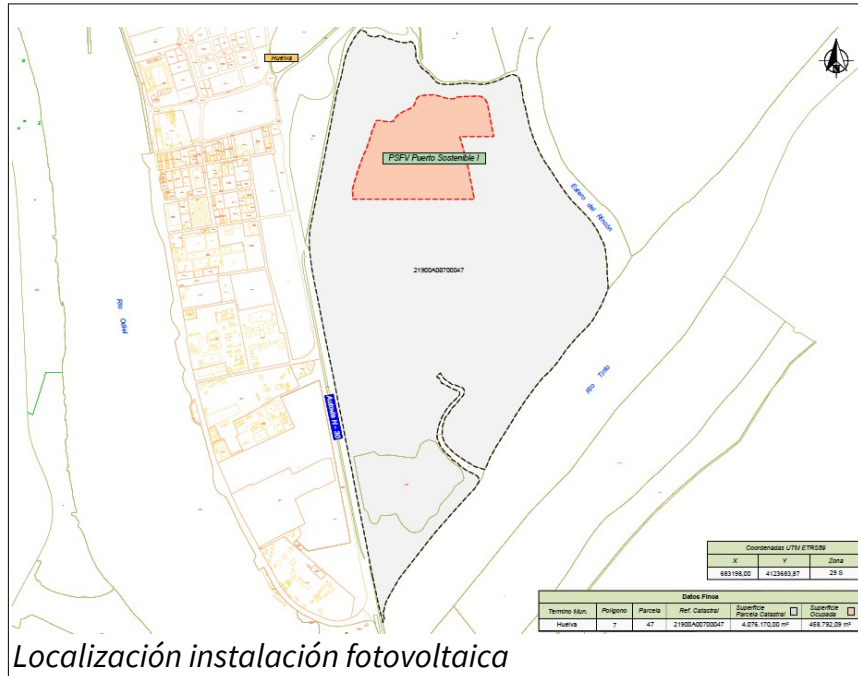 Huelva
N
PSFV Puerto Sostenible I
Estero del Rincón
21900A00700047
Río Odiel
Río Tinto
Autovía H-30
Coordenadas UTM ETRS89
X Y Zona
683198,00 4123683,87 29 S
Datos Finca
Termino Mun. Polígono Parcela Ref. Catastral Superficie Parcela Catastral Superficie Ocupada
Huelva 7 47 21900A00700047 4.076.170,00 m² 458.792,09 m²
Localización instalación fotovoltaica